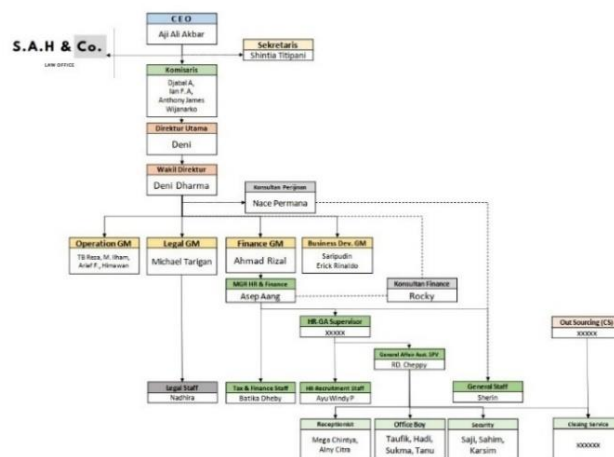 CEO
Aji Ali Akbar
S.A.H & Co.
LAW OFFICE
Sekretaris
Shintia Titipani
Komisaris
Djabal A,
Ian F. A,
Anthony James
Wijanarko
Direktur Utama
Deni
Wakil Direktur
Deni Dharma
Konsultan Perijinan
Nace Permana
Operation GM
TB Reza, M. Ilham,
Arief F., Himawan
Legal GM
Michael Tarigan
Finance GM
Ahmad Rizal
Business Dev. GM
Saripudin
Erick Rinaldo
MGR HR & Finance
Asep Aang
Konsultan Finance
Rocky
HR-GA Supervisor
XXXXX
Out Sourcing (CS)
XXXXX
General Affair Asst. SPV
RD. Cheppy
Legal Staff
Nadhira
Tax & Finance Staff
Batika Dheby
HR-Recruitment Staff
Ayu Windy P
General Staff
Sherin
Receptionist
Mega Chintya,
Alny Citra
Office Boy
Taufik, Hadi,
Sukma, Tanu
Security
Saji, Sahim,
Karsim
Closing Service
XXXXXX